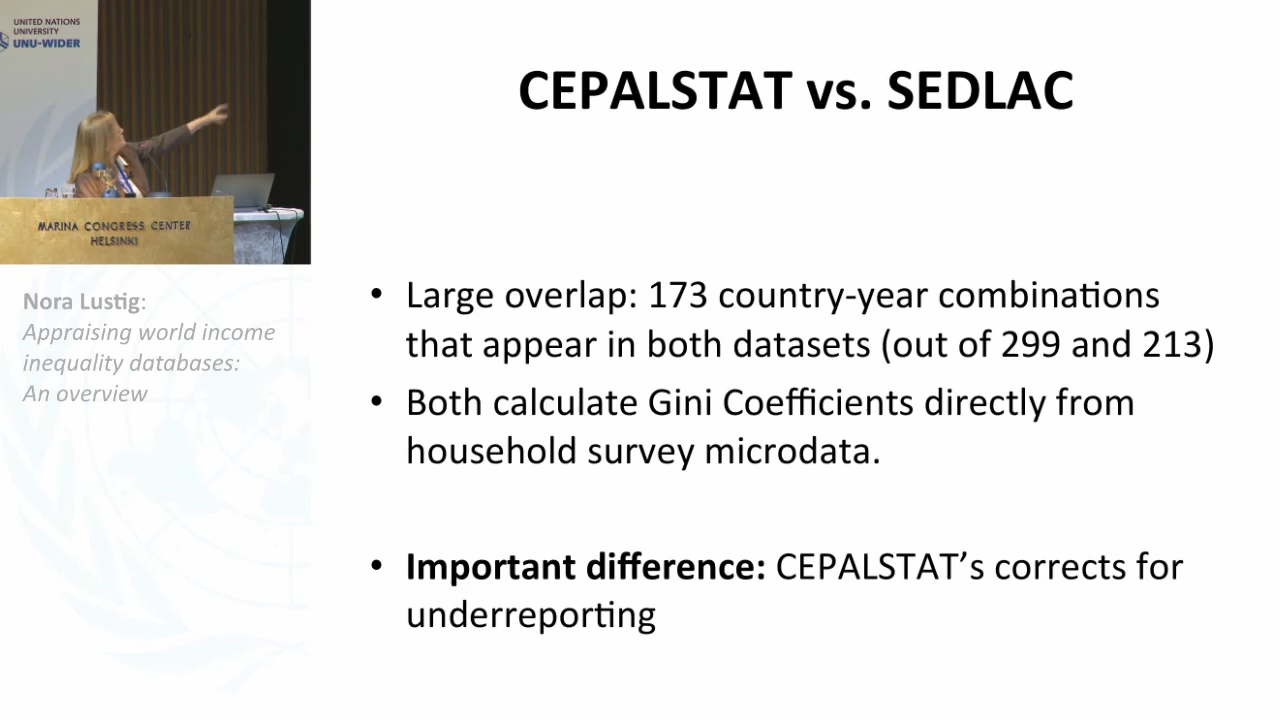 UNITED NATIONS
UNIVERSITY
UNU-WIDER
MARINA CONGRESS CENTER
HELSINKI
Nora Lustig:
Appraising world income
inequality databases:
An overview
CEPALSTAT vs. SEDLAC
• Large overlap: 173 country-year combinations
that appear in both datasets (out of 299 and 213)
• Both calculate Gini Coefficients directly from
household survey microdata.
• Important difference: CEPALSTAT’s corrects for
underreporting